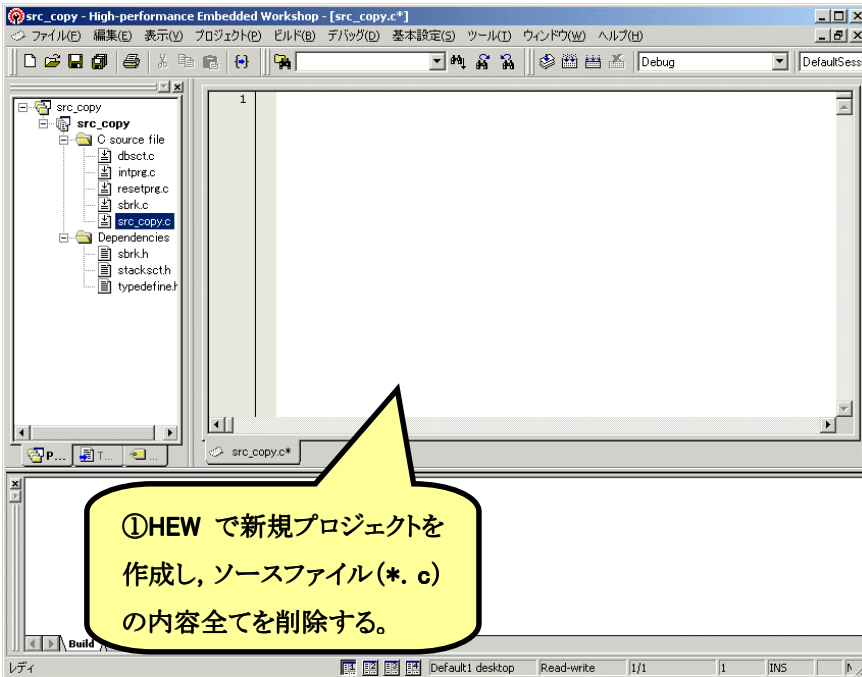 src_copy - High-performance Embedded Workshop - [src_copy.c*]
ファイル(F) 編集(E) 表示(V) プロジェクト(P) ビルド(B) デバッグ(D) 基本設定(S) ツール(T) ウィンドウ(W) ヘルプ(H)
Debug DefaultSess
src_copy
src_copy
C source file
dbsct.c
intprg.c
resetprg.c
sbrk.c
src_copy.c
Dependencies
sbrk.h
stacksct.h
typedefine.h
1
P... T... ...
src_copy.c*
①HEW で新規プロジェクトを
作成し,ソースファイル(*. c)
の内容全てを削除する。
Build
レディ Default1 desktop Read-write 1/1 1 INS